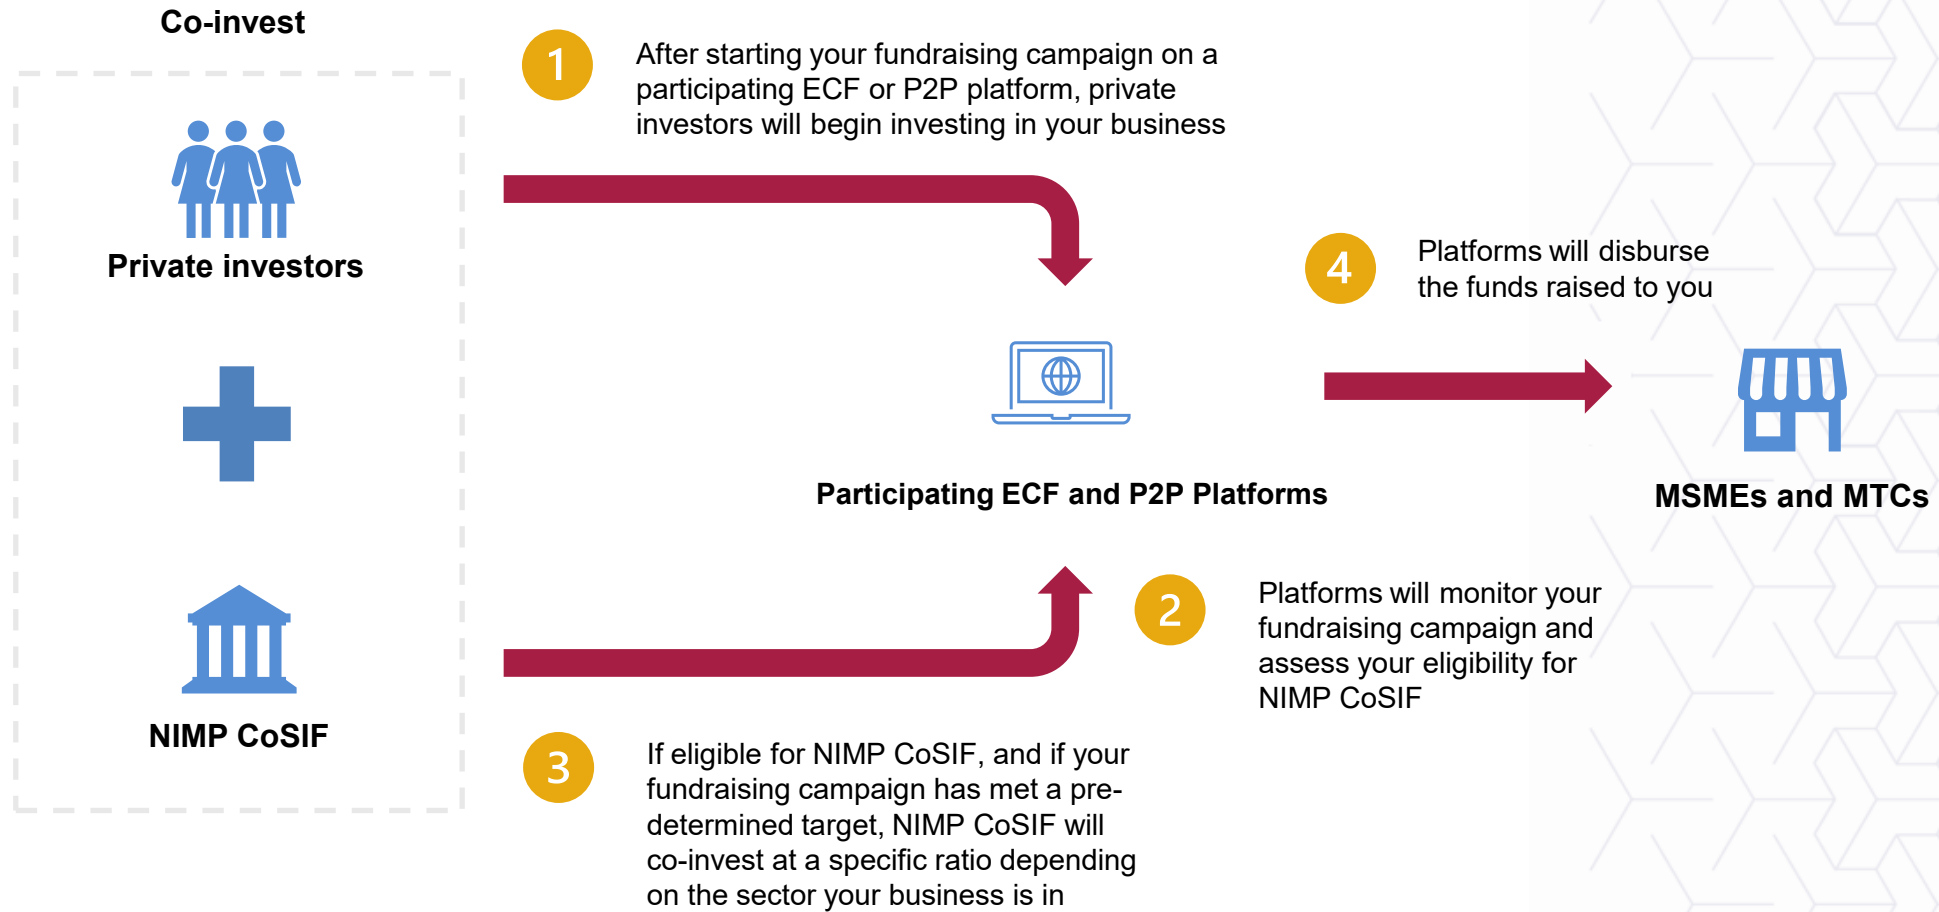 Co-invest
1
After starting your fundraising campaign on a
participating ECF or P2P platform, private
investors will begin investing in your business
Private investors
4
Platforms will disburse
the funds raised to you
Participating ECF and P2P Platforms
MSMEs and MTCs
2
Platforms will monitor your
fundraising campaign and
assess your eligibility for
NIMP CoSIF
NIMP CoSIF
3
If eligible for NIMP CoSIF, and if your
fundraising campaign has met a pre-
determined target, NIMP CoSIF will
co-invest at a specific ratio depending
on the sector your business is in